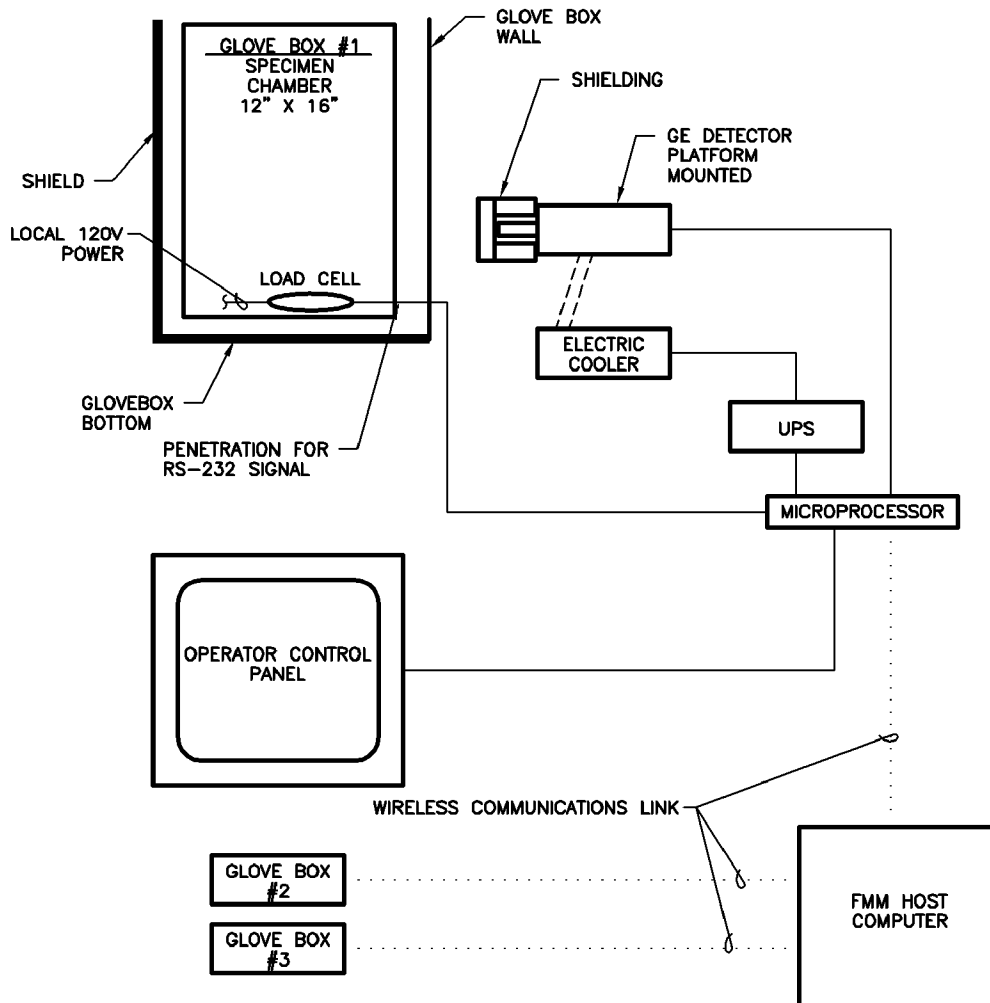 GLOVE BOX
WALL
GLOVE BOX #1
SPECIMEN
CHAMBER
12" X 16"
SHIELDING
GE DETECTOR
PLATFORM
MOUNTED
SHIELD
LOCAL 120V
POWER
LOAD CELL
ELECTRIC
COOLER
GLOVEBOX
BOTTOM
UPS
PENETRATION FOR
RS-232 SIGNAL
MICROPROCESSOR
OPERATOR CONTROL
PANEL
WIRELESS COMMUNICATIONS LINK
GLOVE BOX
#2
GLOVE BOX
#3
FMM HOST
COMPUTER